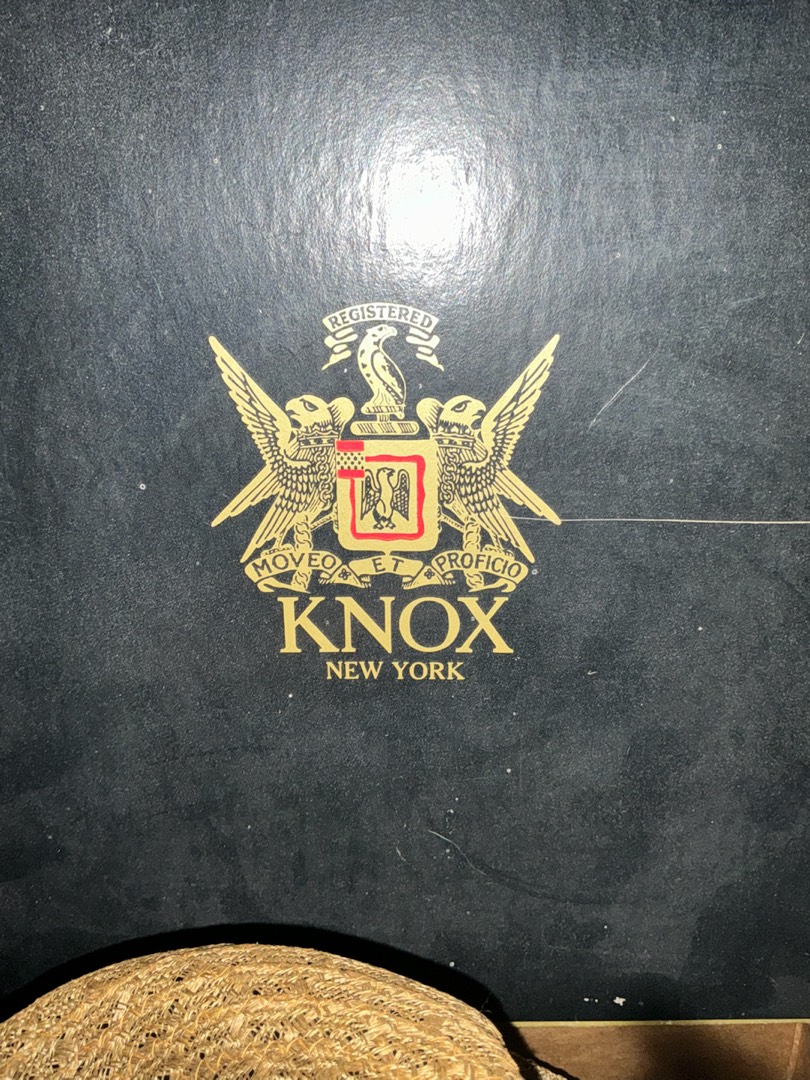 REGISTERED
MOVEO ET PROFICIO
KNOX
NEW YORK